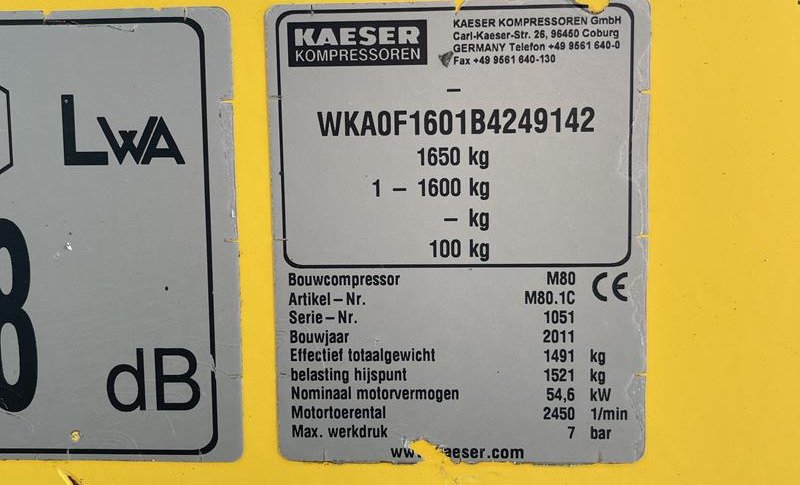 LWA
8
dB
KAESER
KOMPRESSOREN
KAESER KOMPRESSOREN GmbH
Carl-Kaeser-Str. 26, 96450 Coburg
GERMANY Telefon +49 9561 640-0
Fax +49 9561 640-130
–
WKA0F1601B4249142
1650 kg
1 – 1600 kg
– kg
100 kg
Bouwcompressor M80
Artikel–Nr. M80.1C
Serie–Nr. 1051
Bouwjaar 2011
Effectief totaalgewicht 1491 kg
belasting hijspunt 1521 kg
Nominaal motorvermogen 54,6 kW
Motortoerental 2450 1/min
Max. werkdruk 7 bar
CE
www.kaeser.com